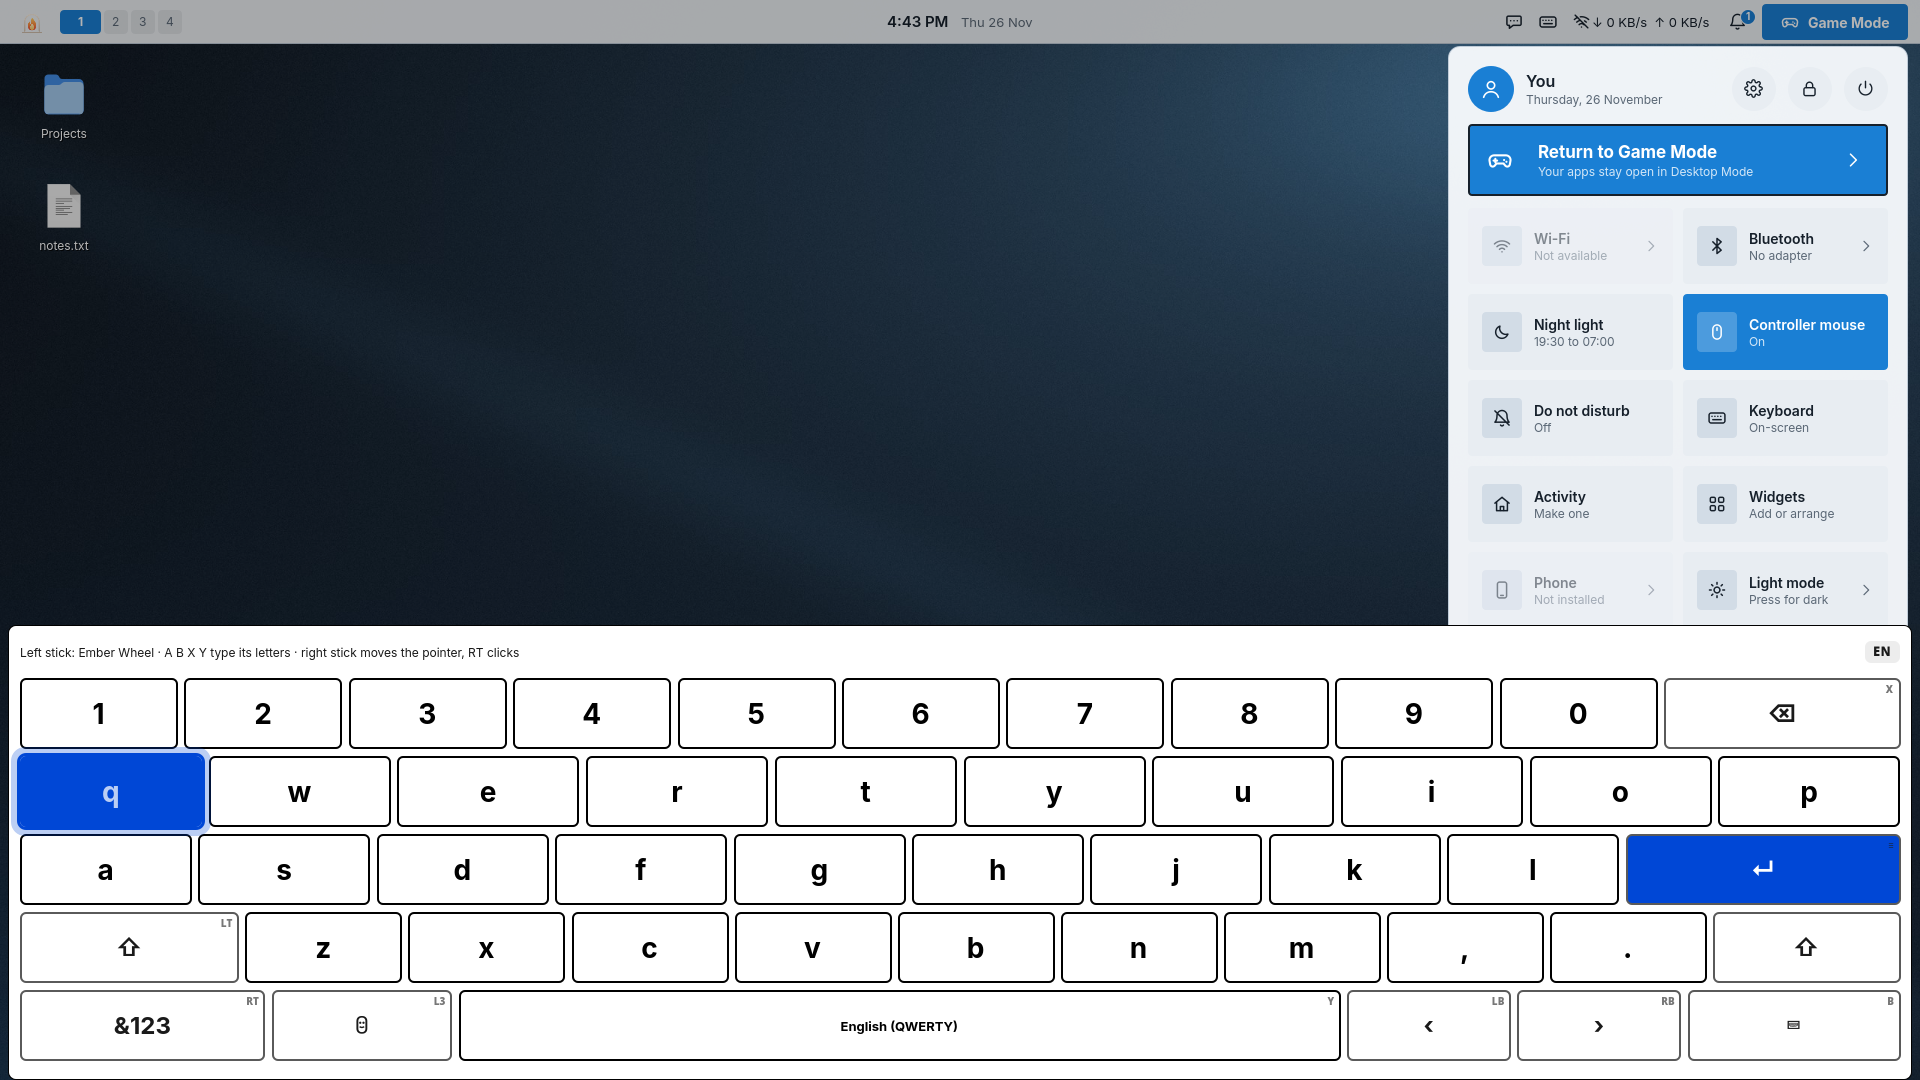 1 2 3 4
4:43 PM Thu 26 Nov
↓ 0 KB/s ↑ 0 KB/s
1
Game Mode
Projects
notes.txt
You
Thursday, 26 November
Return to Game Mode
Your apps stay open in Desktop Mode
Wi-Fi
Not available
Bluetooth
No adapter
Night light
19:30 to 07:00
Controller mouse
On
Do not disturb
Off
Keyboard
On-screen
Activity
Make one
Widgets
Add or arrange
Phone
Not installed
Light mode
Press for dark
Left stick: Ember Wheel · A B X Y type its letters · right stick moves the pointer, RT clicks
EN
1 2 3 4 5 6 7 8 9 0 X
q w e r t y u i o p
a s d f g h j k l
LT z x c v b n m , .
&123 RT L3 English (QWERTY) Y ‹ LB › RB B